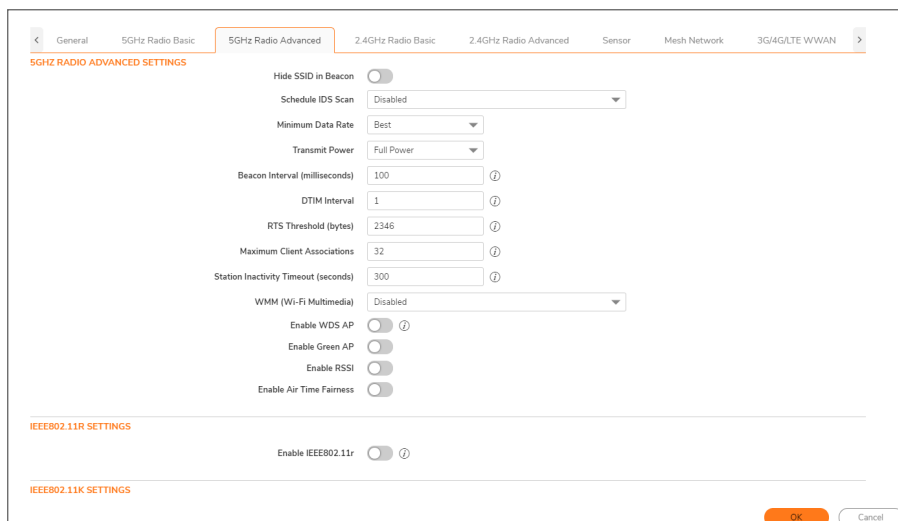 General 5GHz Radio Basic 5GHz Radio Advanced 2.4GHz Radio Basic 2.4GHz Radio Advanced Sensor Mesh Network 3G/4G/LTE WWAN
5GHZ RADIO ADVANCED SETTINGS
Hide SSID in Beacon
Schedule IDS Scan Disabled
Minimum Data Rate Best
Transmit Power Full Power
Beacon Interval (milliseconds) 100
DTIM Interval 1
RTS Threshold (bytes) 2346
Maximum Client Associations 32
Station Inactivity Timeout (seconds) 300
WMM (Wi-Fi Multimedia) Disabled
Enable WDS AP
Enable Green AP
Enable RSSI
Enable Air Time Fairness
IEEE802.11R SETTINGS
Enable IEEE802.11r
IEEE802.11K SETTINGS
OK Cancel